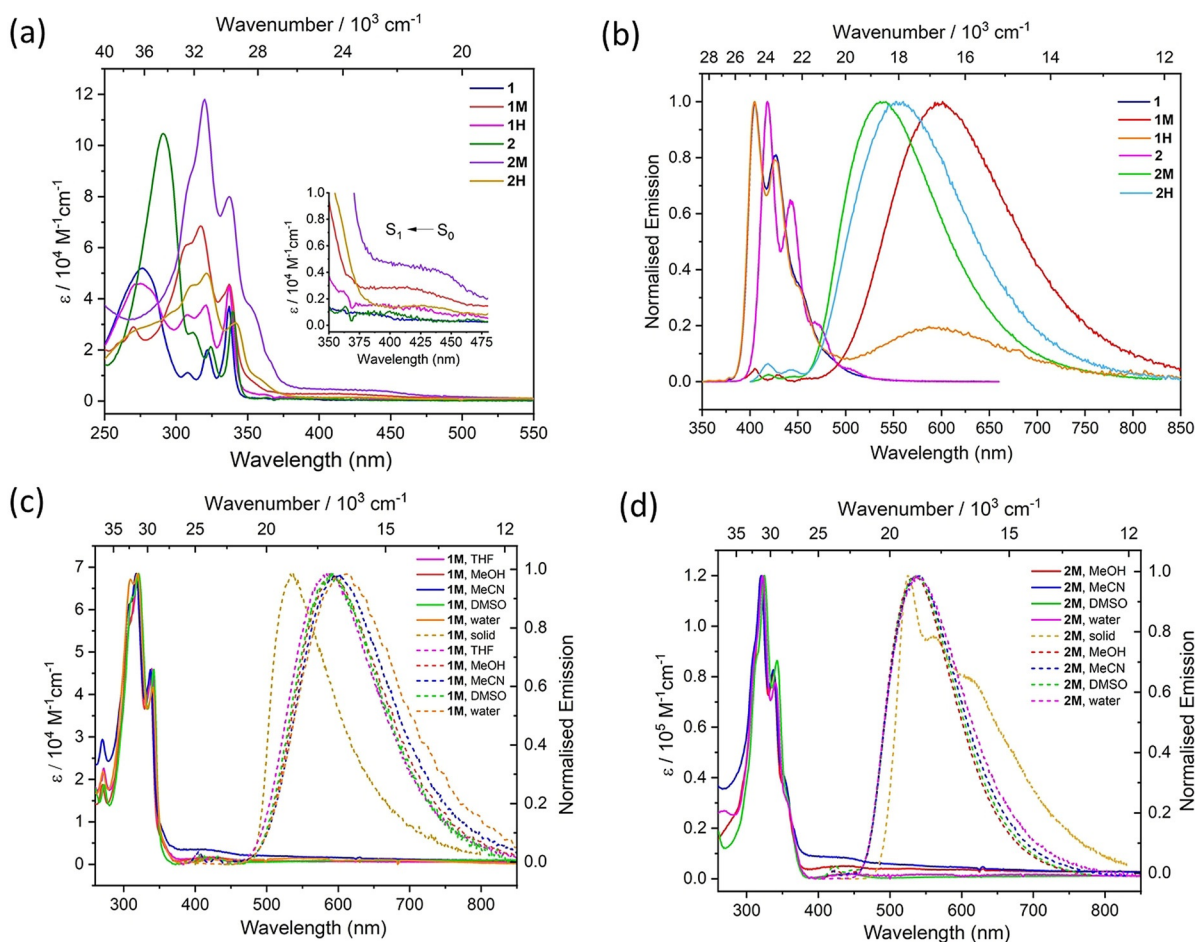 (a)
Wavenumber / 10³ cm⁻¹
40 36 32 28 24 20
ε / 10⁴ M⁻¹cm⁻¹
12
10
8
6
4
2
0
1
1M
1H
2
2M
2H
ε / 10⁴ M⁻¹cm⁻¹
1.0
0.8
0.6
0.4
0.2
0.0
S₁ ← S₀
350 375 400 425 450 475
Wavelength (nm)
250 300 350 400 450 500 550
Wavelength (nm)
(b)
Wavenumber / 10³ cm⁻¹
28 26 24 22 20 18 16 14 12
Normalised Emission
1.0
0.8
0.6
0.4
0.2
0.0
1
1M
1H
2
2M
2H
350 400 450 500 550 600 650 700 750 800 850
Wavelength (nm)
(c)
Wavenumber / 10³ cm⁻¹
35 30 25 20 15 12
ε / 10⁴ M⁻¹cm⁻¹
7
6
5
4
3
2
1
0
1M, THF
1M, MeOH
1M, MeCN
1M, DMSO
1M, water
1M, solid
1M, THF
1M, MeOH
1M, MeCN
1M, DMSO
1M, water
1.0
0.8
0.6
0.4
0.2
0.0
Normalised Emission
300 400 500 600 700 800
Wavelength (nm)
(d)
Wavenumber / 10³ cm⁻¹
35 30 25 20 15 12
ε / 10⁵ M⁻¹cm⁻¹
1.2
1.0
0.8
0.6
0.4
0.2
0.0
2M, MeOH
2M, MeCN
2M, DMSO
2M, water
2M, solid
2M, MeOH
2M, MeCN
2M, DMSO
2M, water
1.0
0.8
0.6
0.4
0.2
0.0
Normalised Emission
300 400 500 600 700 800
Wavelength (nm)